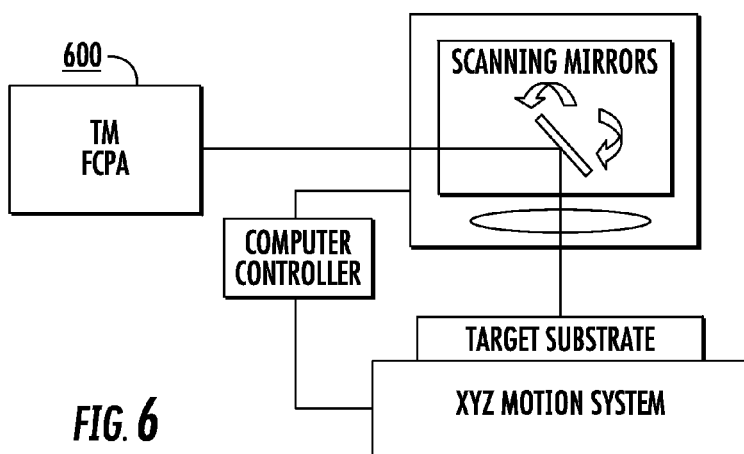 600
TM
FCPA
SCANNING MIRRORS
COMPUTER
CONTROLLER
TARGET SUBSTRATE
XYZ MOTION SYSTEM
FIG. 6